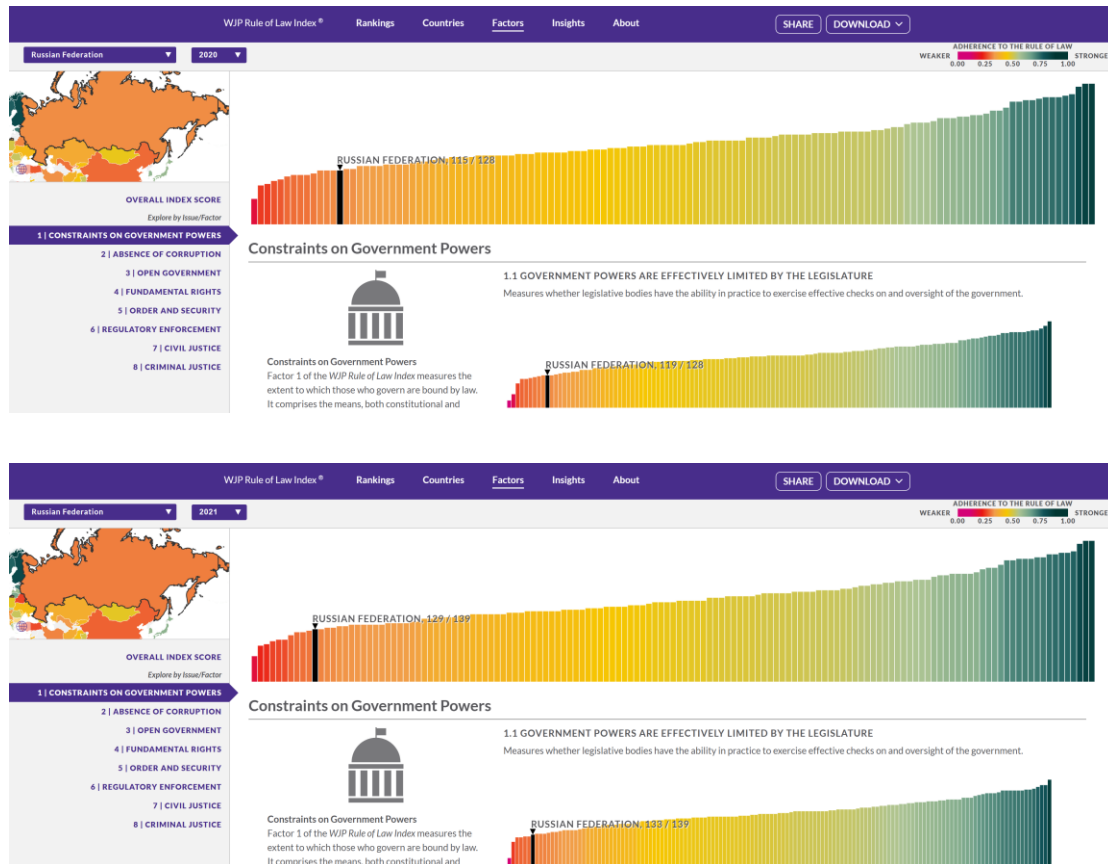 WJP Rule of Law Index ® Rankings Countries Factors Insights About SHARE DOWNLOAD
Russian Federation 2020
ADHERENCE TO THE RULE OF LAW
WEAKER STRONGE
0.00 0.25 0.50 0.75 1.00
RUSSIAN FEDERATION, 115 / 128
OVERALL INDEX SCORE
Explore by Issue/Factor
1 | CONSTRAINTS ON GOVERNMENT POWERS
2 | ABSENCE OF CORRUPTION
3 | OPEN GOVERNMENT
4 | FUNDAMENTAL RIGHTS
5 | ORDER AND SECURITY
6 | REGULATORY ENFORCEMENT
7 | CIVIL JUSTICE
8 | CRIMINAL JUSTICE
Constraints on Government Powers
Constraints on Government Powers
Factor 1 of the WJP Rule of Law Index measures the
extent to which those who govern are bound by law.
It comprises the means, both constitutional and
1.1 GOVERNMENT POWERS ARE EFFECTIVELY LIMITED BY THE LEGISLATURE
Measures whether legislative bodies have the ability in practice to exercise effective checks on and oversight of the government.
RUSSIAN FEDERATION, 119 / 128
WJP Rule of Law Index ® Rankings Countries Factors Insights About SHARE DOWNLOAD
Russian Federation 2021
ADHERENCE TO THE RULE OF LAW
WEAKER STRONGE
0.00 0.25 0.50 0.75 1.00
RUSSIAN FEDERATION, 129 / 139
OVERALL INDEX SCORE
Explore by Issue/Factor
1 | CONSTRAINTS ON GOVERNMENT POWERS
2 | ABSENCE OF CORRUPTION
3 | OPEN GOVERNMENT
4 | FUNDAMENTAL RIGHTS
5 | ORDER AND SECURITY
6 | REGULATORY ENFORCEMENT
7 | CIVIL JUSTICE
8 | CRIMINAL JUSTICE
Constraints on Government Powers
Constraints on Government Powers
Factor 1 of the WJP Rule of Law Index measures the
extent to which those who govern are bound by law.
It comprises the means, both constitutional and
1.1 GOVERNMENT POWERS ARE EFFECTIVELY LIMITED BY THE LEGISLATURE
Measures whether legislative bodies have the ability in practice to exercise effective checks on and oversight of the government.
RUSSIAN FEDERATION, 133 / 139